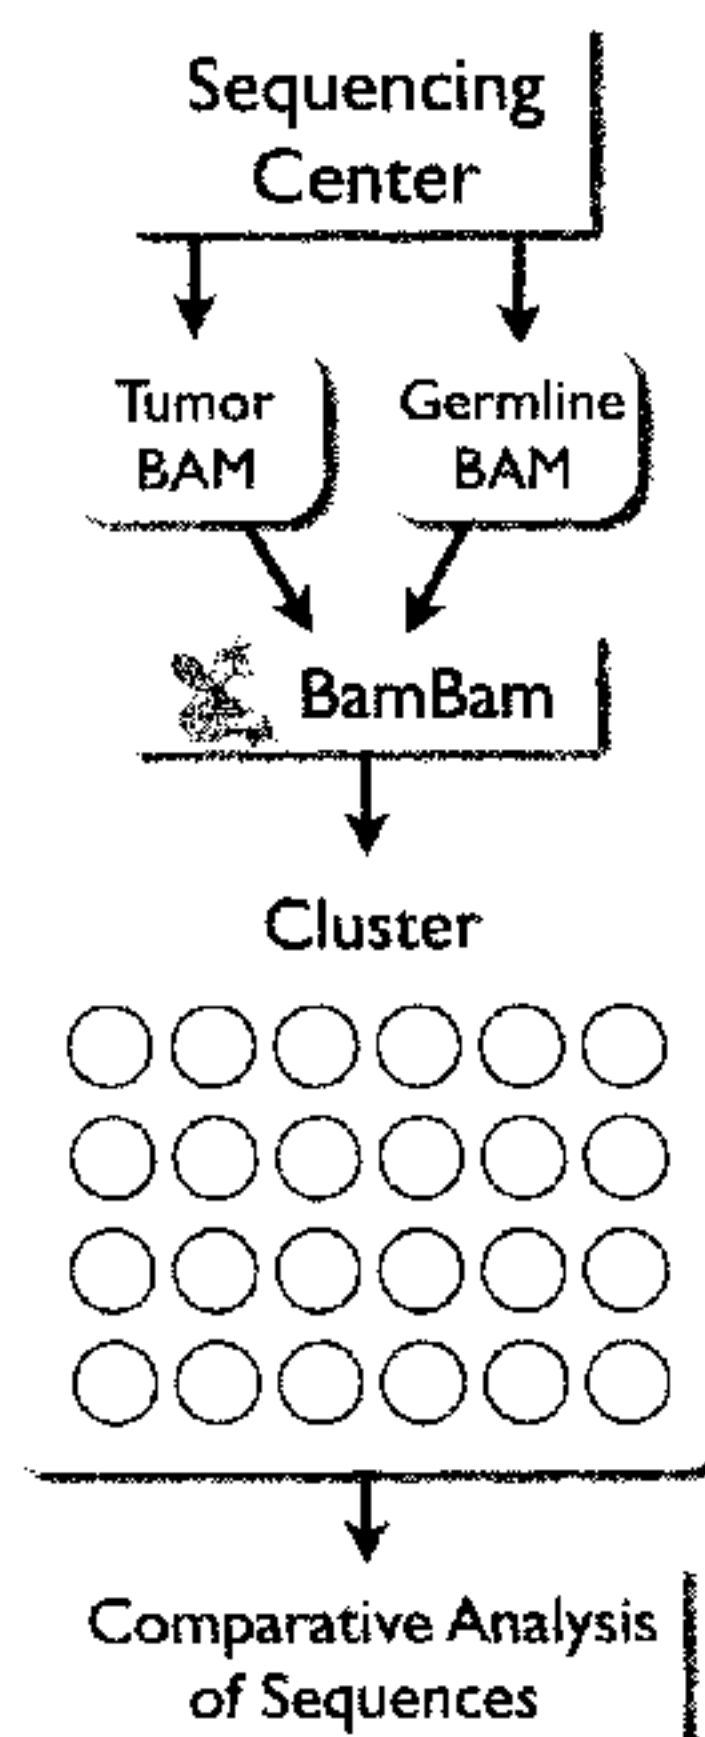 Sequencing
Center
Tumor
BAM
Germline
BAM
BamBam
Cluster
Comparative Analysis
of Sequences